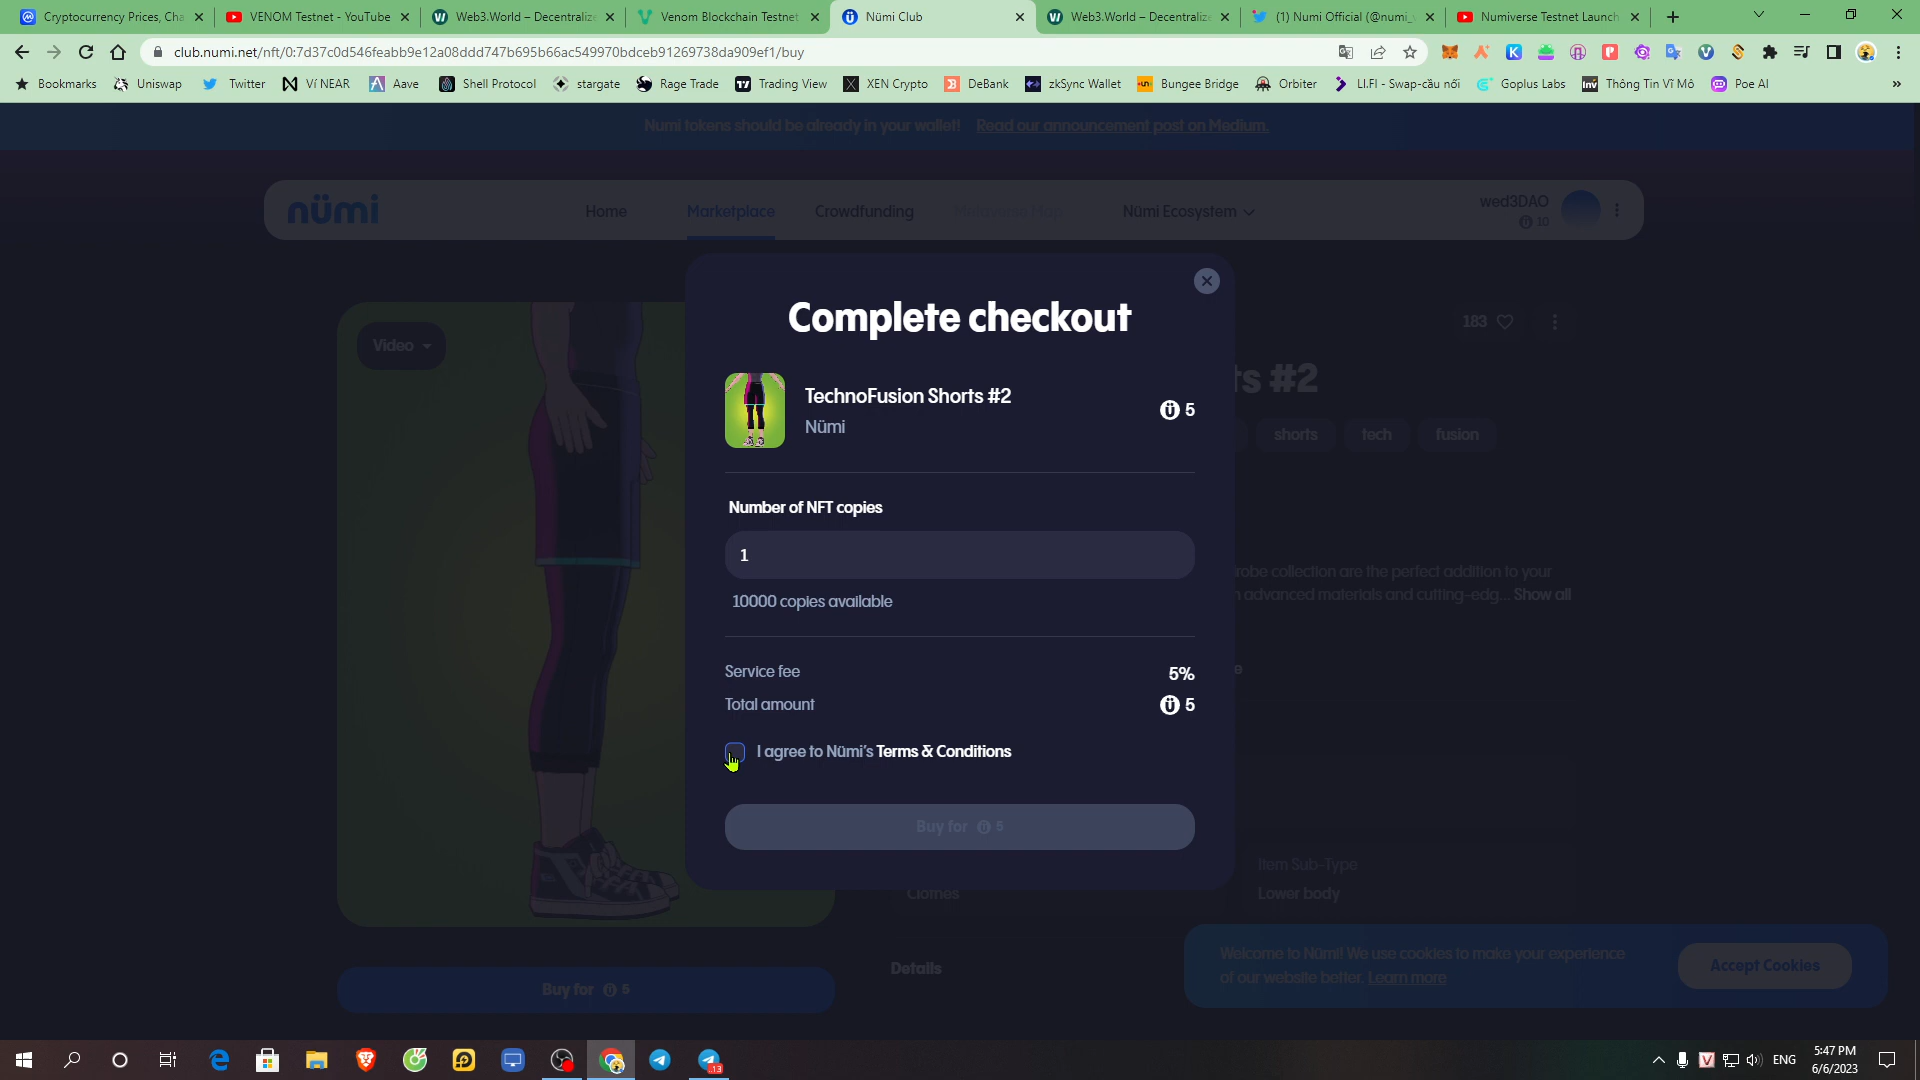 Cryptocurrency Prices, Cha
VENOM Testnet - YouTube
Web3.World – Decentralize
Venom Blockchain Testnet
Nümi Club
Web3.World – Decentralize
(1) Numi Official (@numi_
Numiverse Testnet Launch
club.numi.net/nft/0:7d37c0d546feabb9e12a08ddd747b695b66ac549970bdceb91269738da909ef1/buy
Bookmarks
Uniswap
Twitter
Ví NEAR
Aave
Shell Protocol
stargate
Rage Trade
Trading View
XEN Crypto
DeBank
zkSync Wallet
Bungee Bridge
Orbiter
LI.FI - Swap-cầu nối
Goplus Labs
Thông Tin Vĩ Mô
Poe AI
Numi tokens should be already in your wallet! Read our announcement post on Medium.
nümi
Home
Marketplace
Crowdfunding
Nümi Ecosystem
wed3DAO
10
Video
183
ts #2
shorts
tech
fusion
Complete checkout
TechnoFusion Shorts #2
Nümi
5
Number of NFT copies
1
10000 copies available
Service fee
5%
Total amount
5
I agree to Nümi's Terms & Conditions
Buy for 5
robe collection are the perfect addition to your
advanced materials and cutting-edg... Show all
Item Sub-Type
Clothes
Lower body
Details
Buy for 5
Welcome to Nümi! We use cookies to make your experience
of our website better. Learn more
Accept Cookies
13
ENG
5:47 PM
6/6/2023